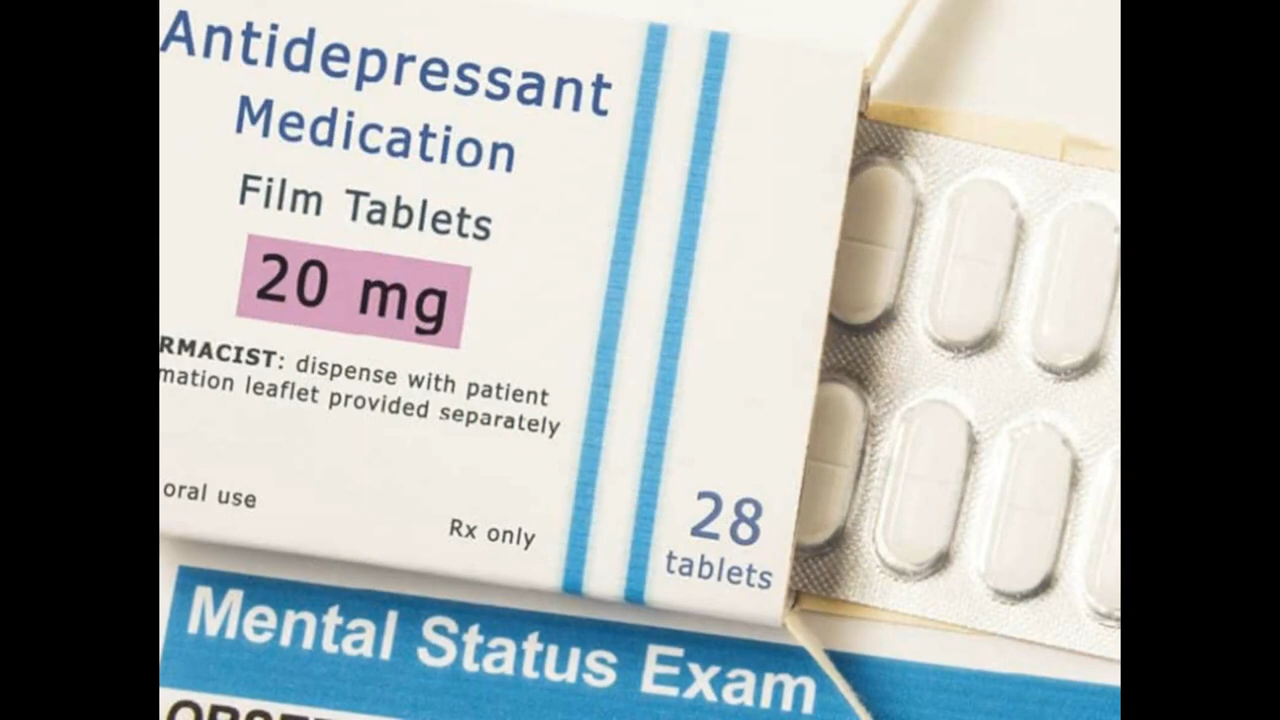 Antidepressant
Medication
Film Tablets
20 mg
RMACIST: dispense with patient
mation leaflet provided separately
oral use
Rx only
28
tablets
Mental Status Exam